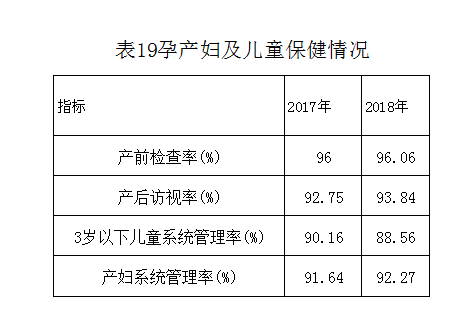 表19孕产妇及儿童保健情况
指标 2017年 2018年
产前检查率(%) 96 96.06
产后访视率(%) 92.75 93.84
3岁以下儿童系统管理率(%) 90.16 88.56
产妇系统管理率(%) 91.64 92.27